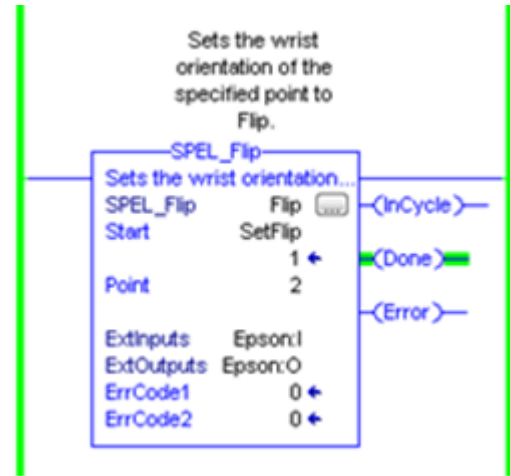 Sets the wrist
orientation of the
specified point to
Flip.
SPEL_Flip
Sets the wrist orientation...
SPEL_Flip Flip ... (InCycle)
Start SetFlip
1 (Done)
Point 2
(Error)
ExtInputs Epson:I
ExtOutputs Epson:O
ErrCode1 0
ErrCode2 0